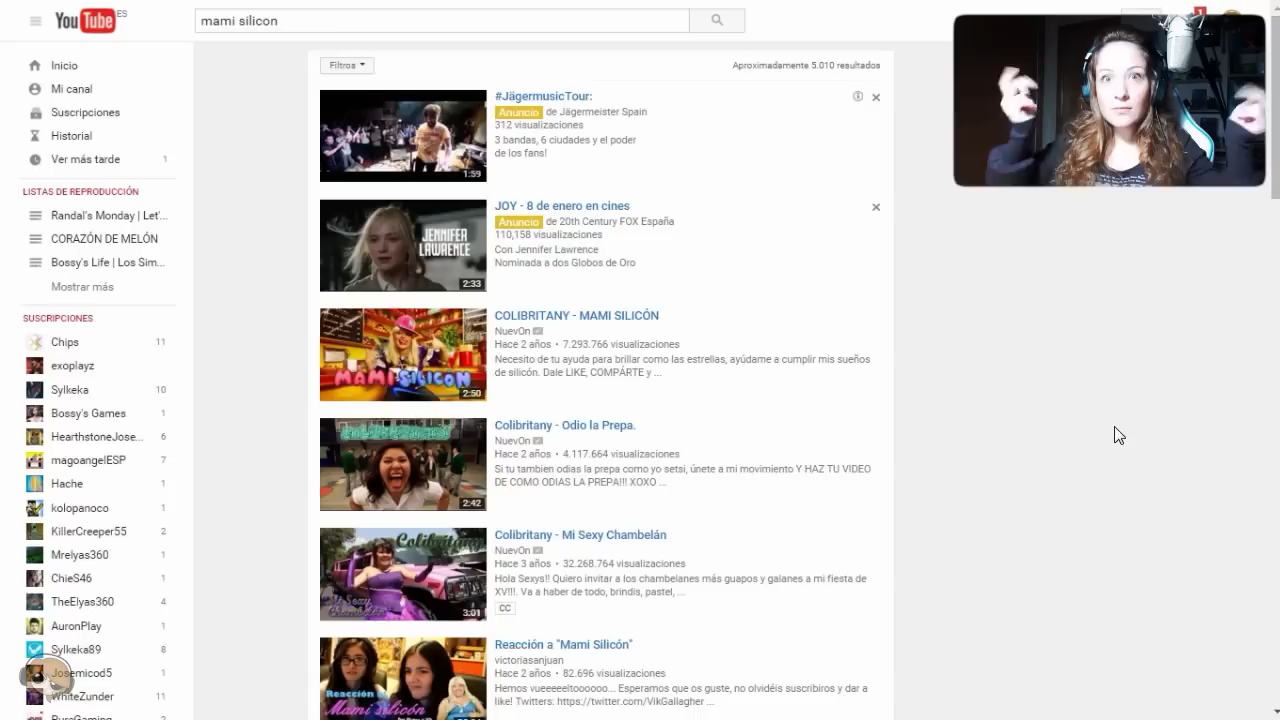 YouTube ES
mami silicon
1
Inicio
Mi canal
Suscripciones
Historial
Ver más tarde 1
LISTAS DE REPRODUCCIÓN
Randal's Monday | Let'...
CORAZÓN DE MELÓN
Bossy's Life | Los Sim...
Mostrar más
SUSCRIPCIONES
Chips 11
exoplayz
Sylkeka 10
Bossy's Games 1
HearthstoneJose... 6
magoangelESP 7
Hache 1
kolopanoco 1
KillerCreeper55 2
Mrelyas360 1
ChieS46 1
TheElyas360 4
AuronPlay 1
Sylkeka89 8
Josemicod5 1
WhiteZunder 11
PureGaming
Filtros
Aproximadamente 5.010 resultados
1:59
#JägermusicTour:
Anuncio de Jägermeister Spain
312 visualizaciones
3 bandas, 6 ciudades y el poder
de los fans!
JENNIFER
LAWRENCE
2:33
JOY - 8 de enero en cines
Anuncio de 20th Century FOX España
110,158 visualizaciones
Con Jennifer Lawrence
Nominada a dos Globos de Oro
MAMI SILICON
2:50
COLIBRITANY - MAMI SILICÓN
NuevOn
Hace 2 años • 7.293.766 visualizaciones
Necesito de tu ayuda para brillar como las estrellas, ayúdame a cumplir mis sueños
de silicón. Dale LIKE, COMPÁRTE y ...
2:42
Colibritany - Odio la Prepa.
NuevOn
Hace 2 años • 4.117.664 visualizaciones
Si tu tambien odias la prepa como yo setsi, únete a mi movimiento Y HAZ TU VIDEO
DE COMO ODIAS LA PREPA!!! XOXO ...
Colibritany
Mi Sexy
Chambelán
3:01
Colibritany - Mi Sexy Chambelán
NuevOn
Hace 3 años • 32.268.764 visualizaciones
Hola Sexys!! Quiero invitar a los chambelanes más guapos y galanes a mi fiesta de
XV!!!. Va a haber de todo, brindis, pastel, ...
CC
Reacción a
Mami silicón
Reacción a "Mami Silicón"
victoriasanjuan
Hace 2 años • 82.696 visualizaciones
Hemos vueeeeeltoooooo... Esperamos que os guste, no olvidéis suscribiros y dar a
like! Twitters: https://twitter.com/VikGallagher ...